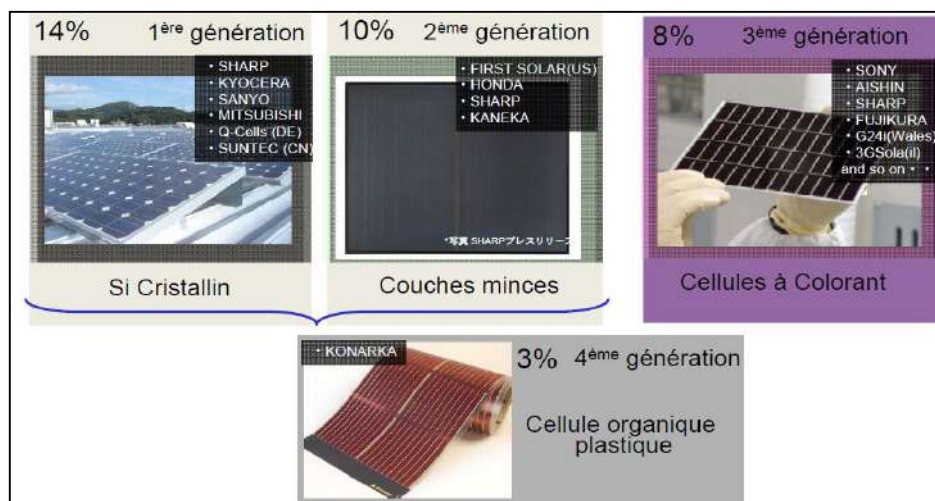 14% 1ère génération
• SHARP
• KYOCERA
• SANYO
• MITSUBISHI
• Q-Cells (DE)
• SUNTEC (CN)
Si Cristallin
10% 2ème génération
• FIRST SOLAR(US)
• HONDA
• SHARP
• KANEKA
*写真:SHARPプレスリリース
Couches minces
8% 3ème génération
• SONY
• AISHIN
• SHARP
• FUJIKURA
• G24i(Wales)
• 3GSola(il)
and so on・・
Cellules à Colorant
• KONARKA
3% 4ème génération
Cellule organique
plastique